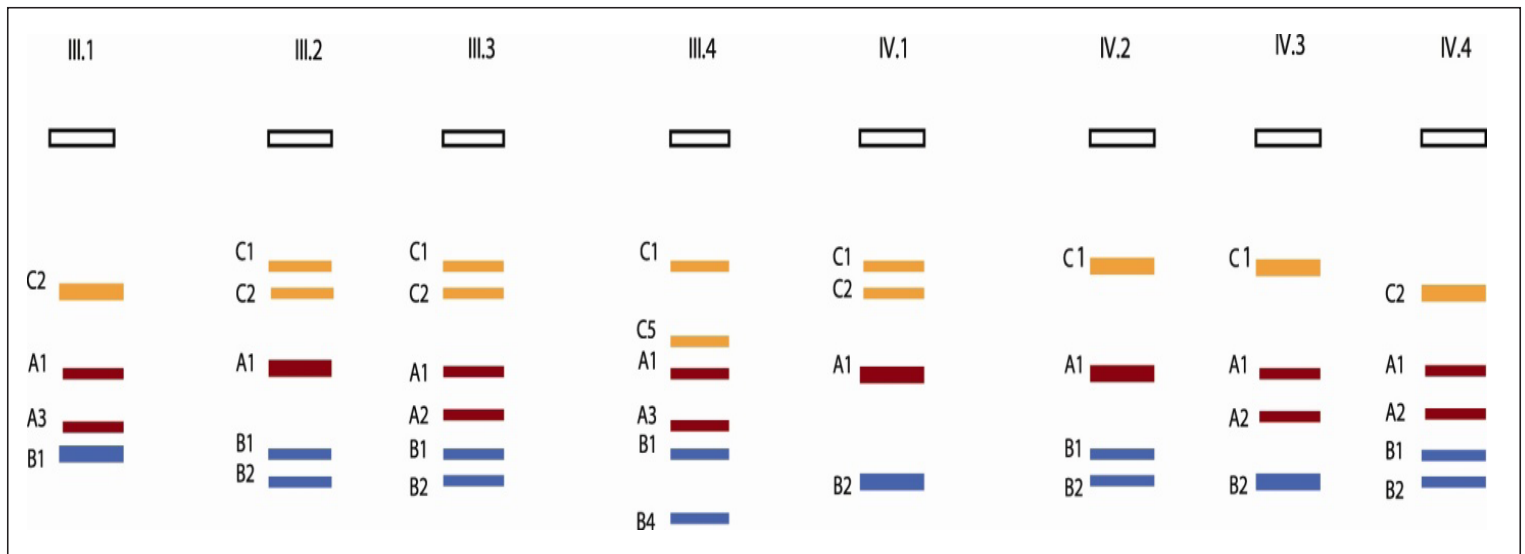 III.1 III.2 III.3 III.4 IV.1 IV.2 IV.3 IV.4
C1 C1 C1 C1 C1 C1
C2 C2 C2 C2 C2
C5
A1 A1 A1 A1 A1 A1 A1 A1
A3 A2 A3 A2 A2
B1 B1 B1 B1 B1 B1
B2 B2 B2 B2 B2 B2
B4